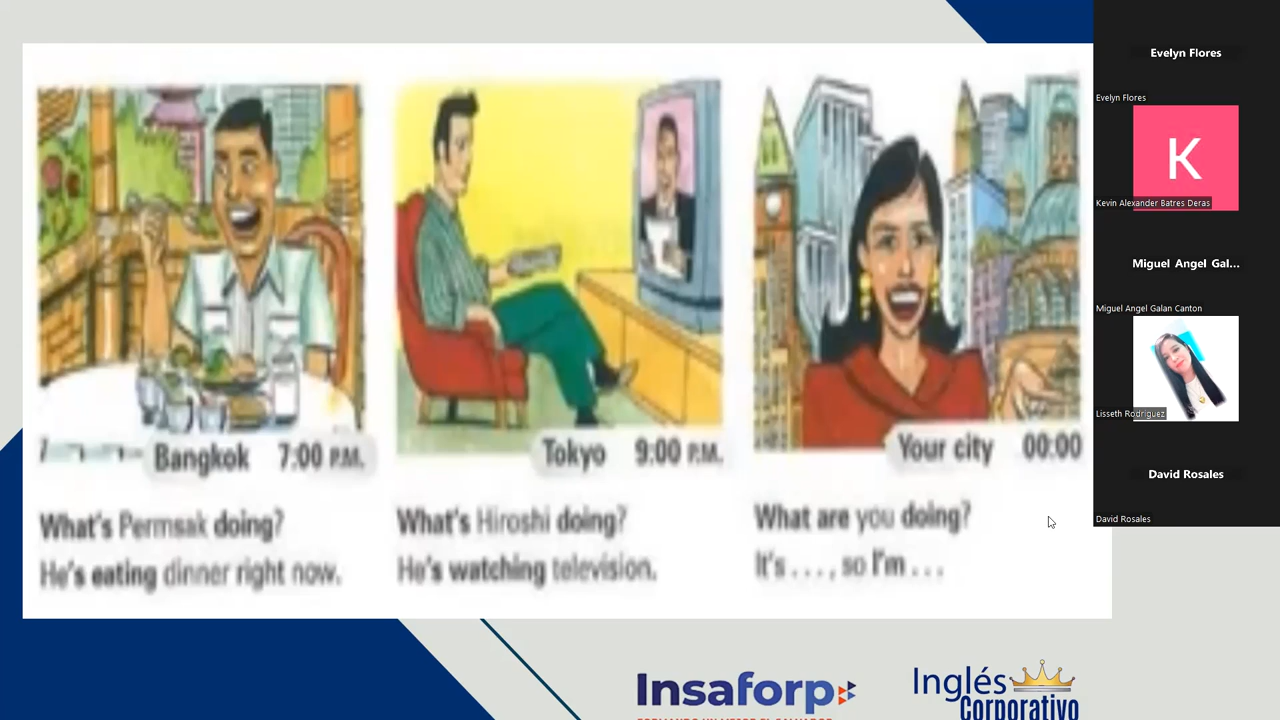 Bangkok 7:00 P.M.
What's Permsak doing?
He's eating dinner right now.
Tokyo 9:00 P.M.
What's Hiroshi doing?
He's watching television.
Your city 00:00
What are you doing?
It's . . . , so I'm . . .
Insaforp
Inglés
Corporativo
Evelyn Flores
Evelyn Flores
K
Kevin Alexander Batres Deras
Miguel Angel Gal...
Miguel Angel Galan Canton
Lisseth Rodriguez
David Rosales
David Rosales